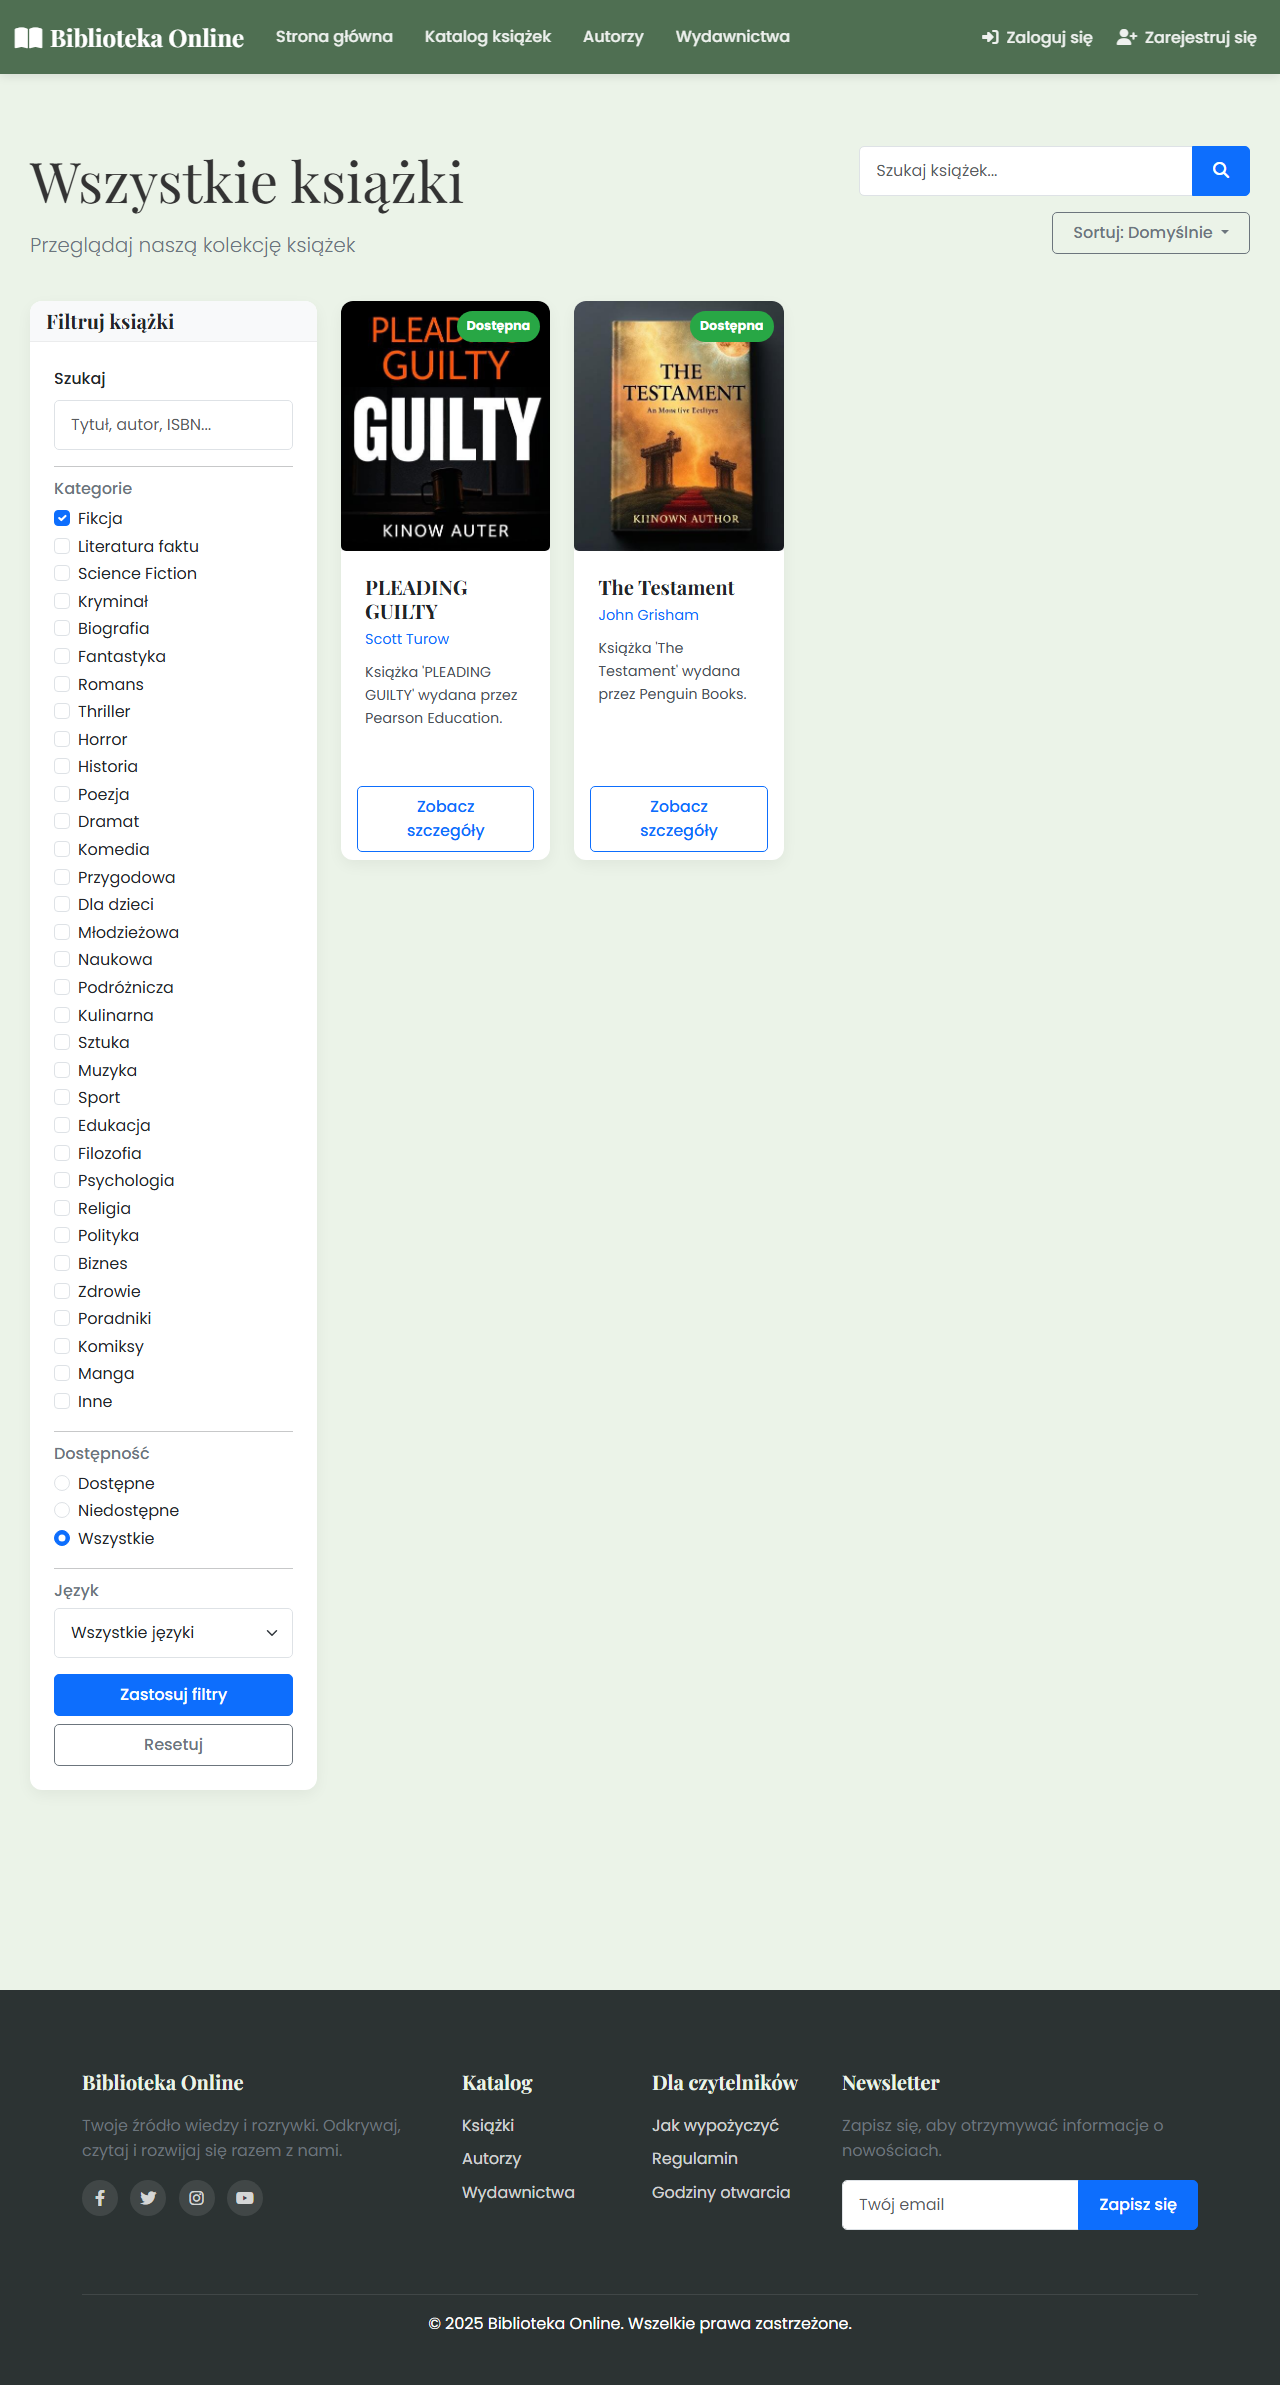 Biblioteka Online
Strona główna
Katalog książek
Autorzy
Wydawnictwa
Zaloguj się
Zarejestruj się
Wszystkie książki
Przeglądaj naszą kolekcję książek
Szukaj książek...
Sortuj: Domyślnie
Filtruj książki
Szukaj
Tytuł, autor, ISBN...
Kategorie
Fikcja
Literatura faktu
Science Fiction
Kryminał
Biografia
Fantastyka
Romans
Thriller
Horror
Historia
Poezja
Dramat
Komedia
Przygodowa
Dla dzieci
Młodzieżowa
Naukowa
Podróżnicza
Kulinarna
Sztuka
Muzyka
Sport
Edukacja
Filozofia
Psychologia
Religia
Polityka
Biznes
Zdrowie
Poradniki
Komiksy
Manga
Inne
Dostępność
Dostępne
Niedostępne
Wszystkie
Język
Wszystkie języki
Zastosuj filtry
Resetuj
Dostępna
GUILTY
GUILTY
KINOW AUTER
PLEADING
GUILTY
Scott Turow
Książka 'PLEADING
GUILTY' wydana przez
Pearson Education.
Zobacz
szczegóły
Dostępna
THE
TESTAMENT
KIINOWN AUTHOR
The Testament
John Grisham
Książka 'The
Testament' wydana
przez Penguin Books.
Zobacz
szczegóły
Biblioteka Online
Twoje źródło wiedzy i rozrywki. Odkrywaj,
czytaj i rozwijaj się razem z nami.
Katalog
Książki
Autorzy
Wydawnictwa
Dla czytelników
Jak wypożyczyć
Regulamin
Godziny otwarcia
Newsletter
Zapisz się, aby otrzymywać informacje o
nowościach.
Twój email
Zapisz się
© 2025 Biblioteka Online. Wszelkie prawa zastrzeżone.